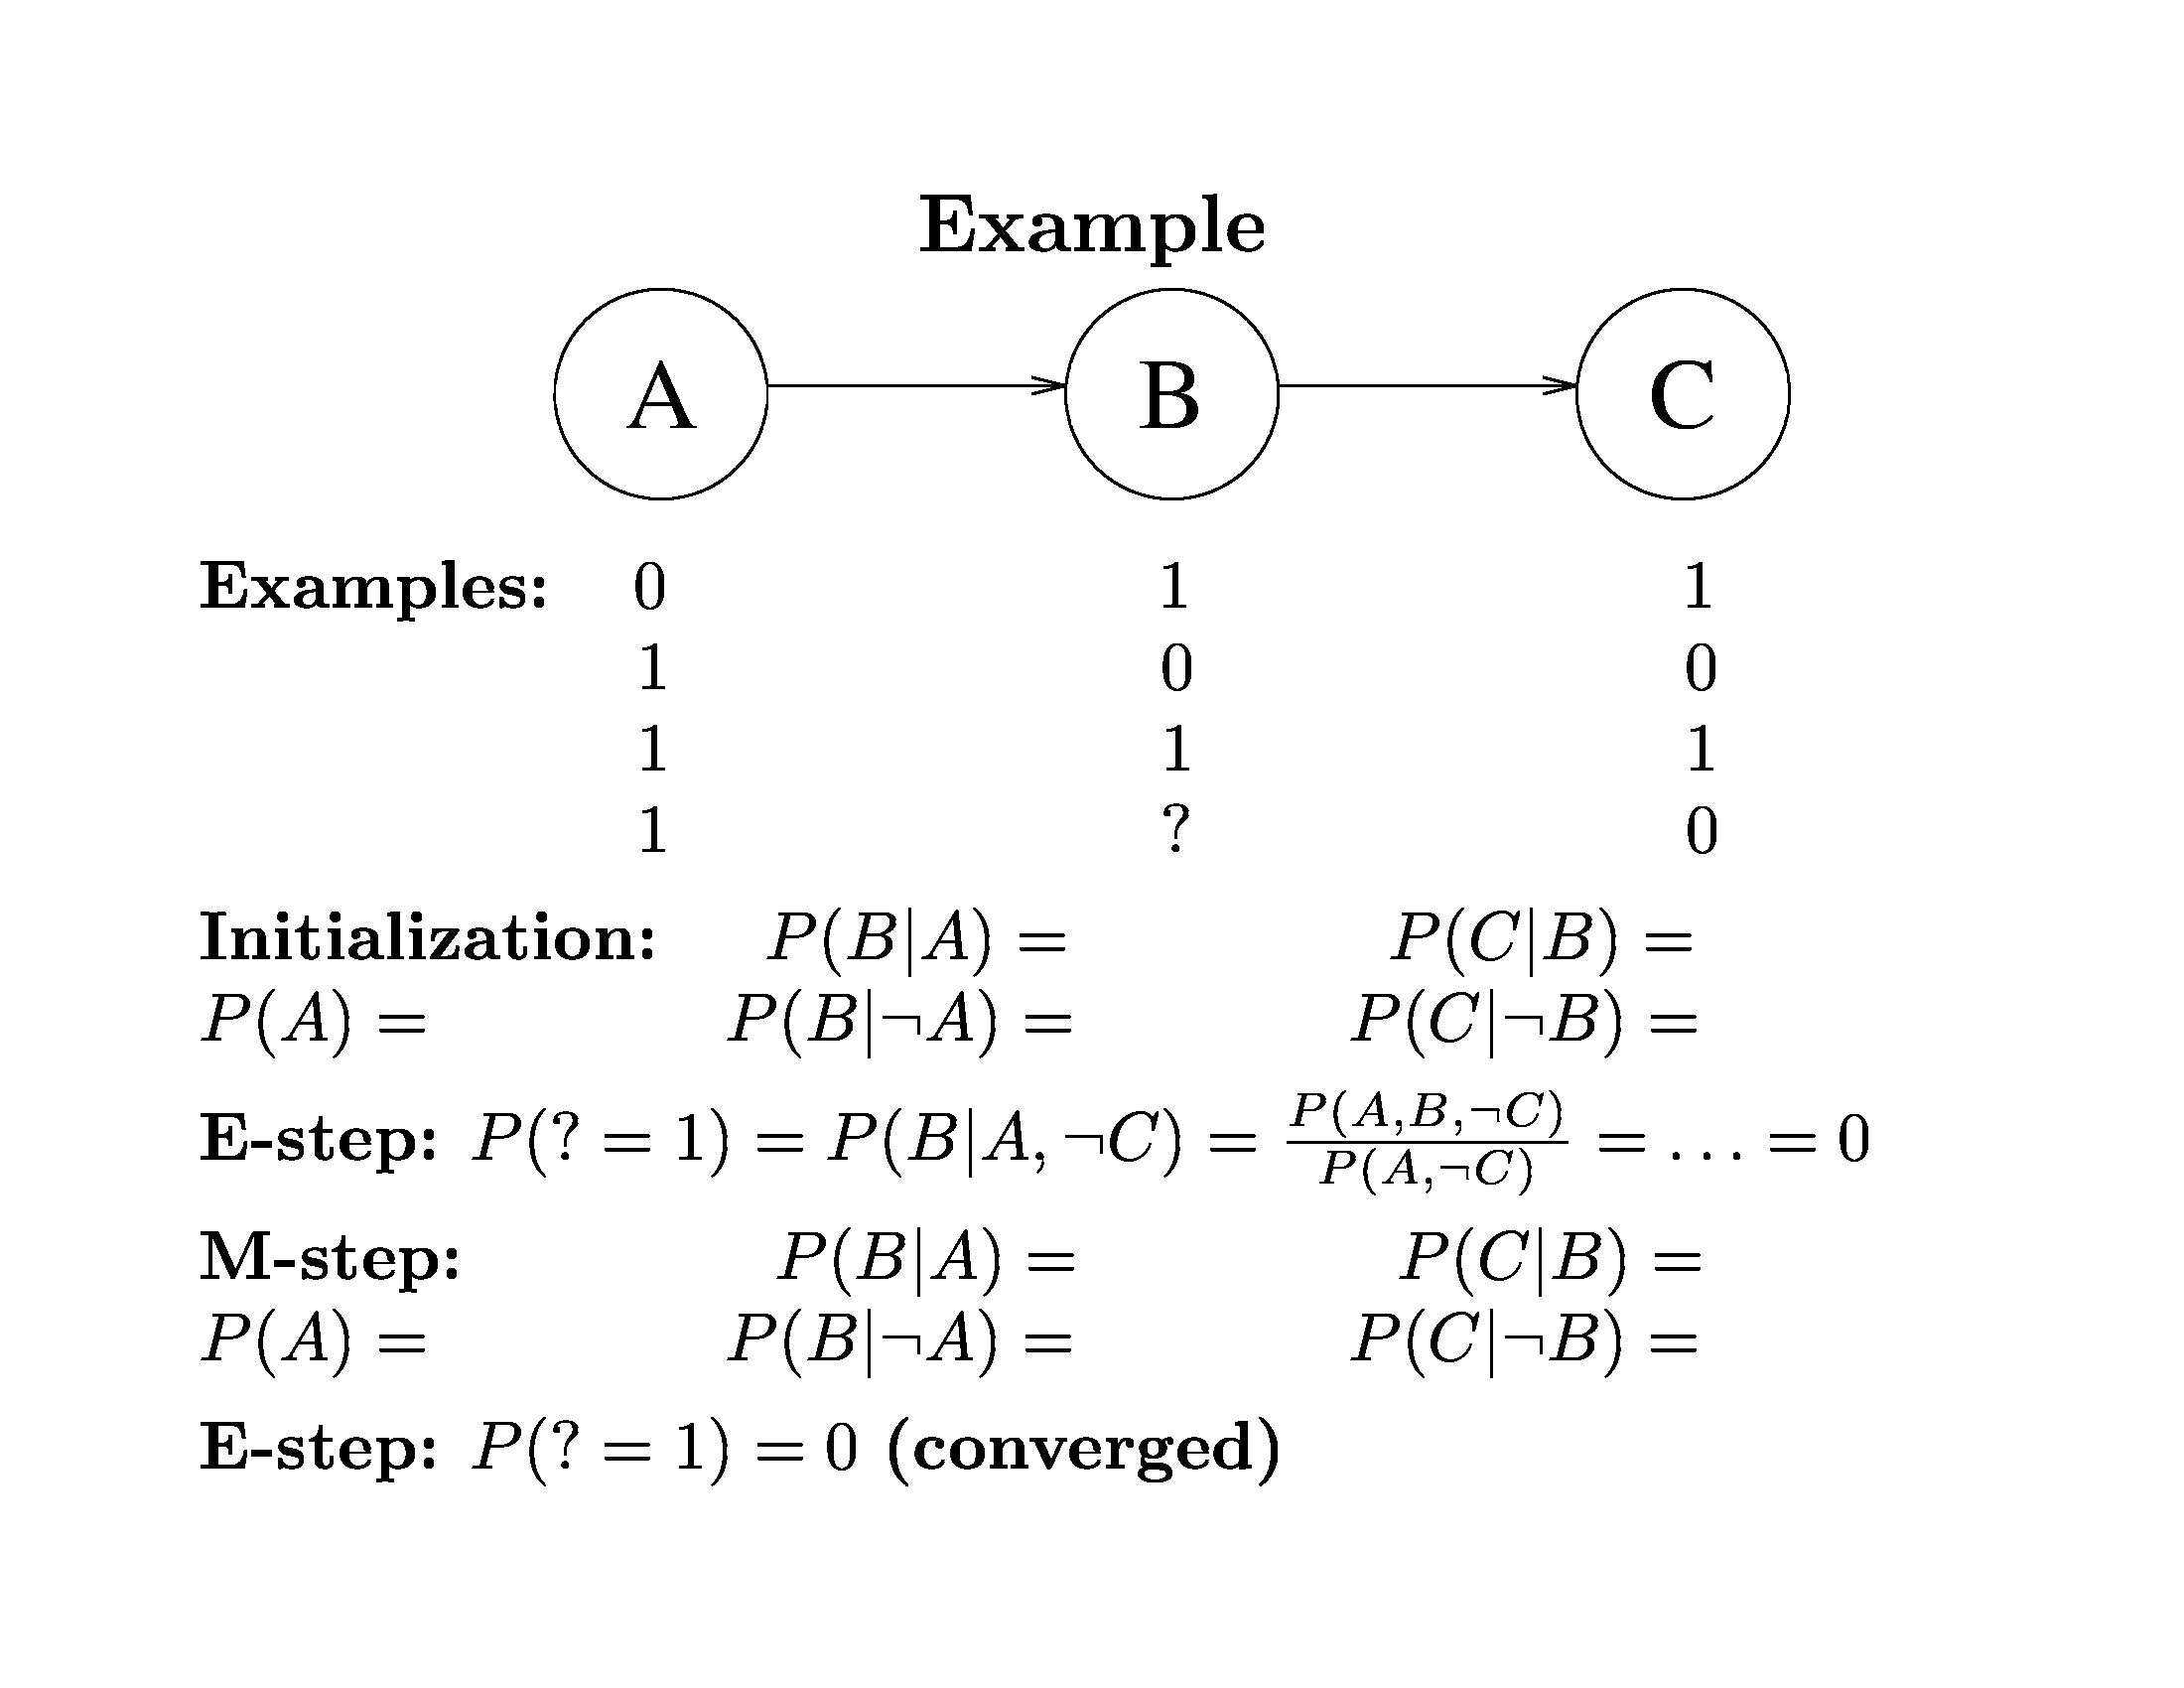 Example
A B C
Examples: 0 1 1
1 0 0
1 1 1
1 ? 0
Initialization: P(B|A) = P(C|B) =
P(A) = P(B|¬A) = P(C|¬B) =
E-step: P(? = 1) = P(B|A, ¬C) = P(A,B,¬C) / P(A,¬C) = … = 0
M-step: P(B|A) = P(C|B) =
P(A) = P(B|¬A) = P(C|¬B) =
E-step: P(? = 1) = 0 (converged)